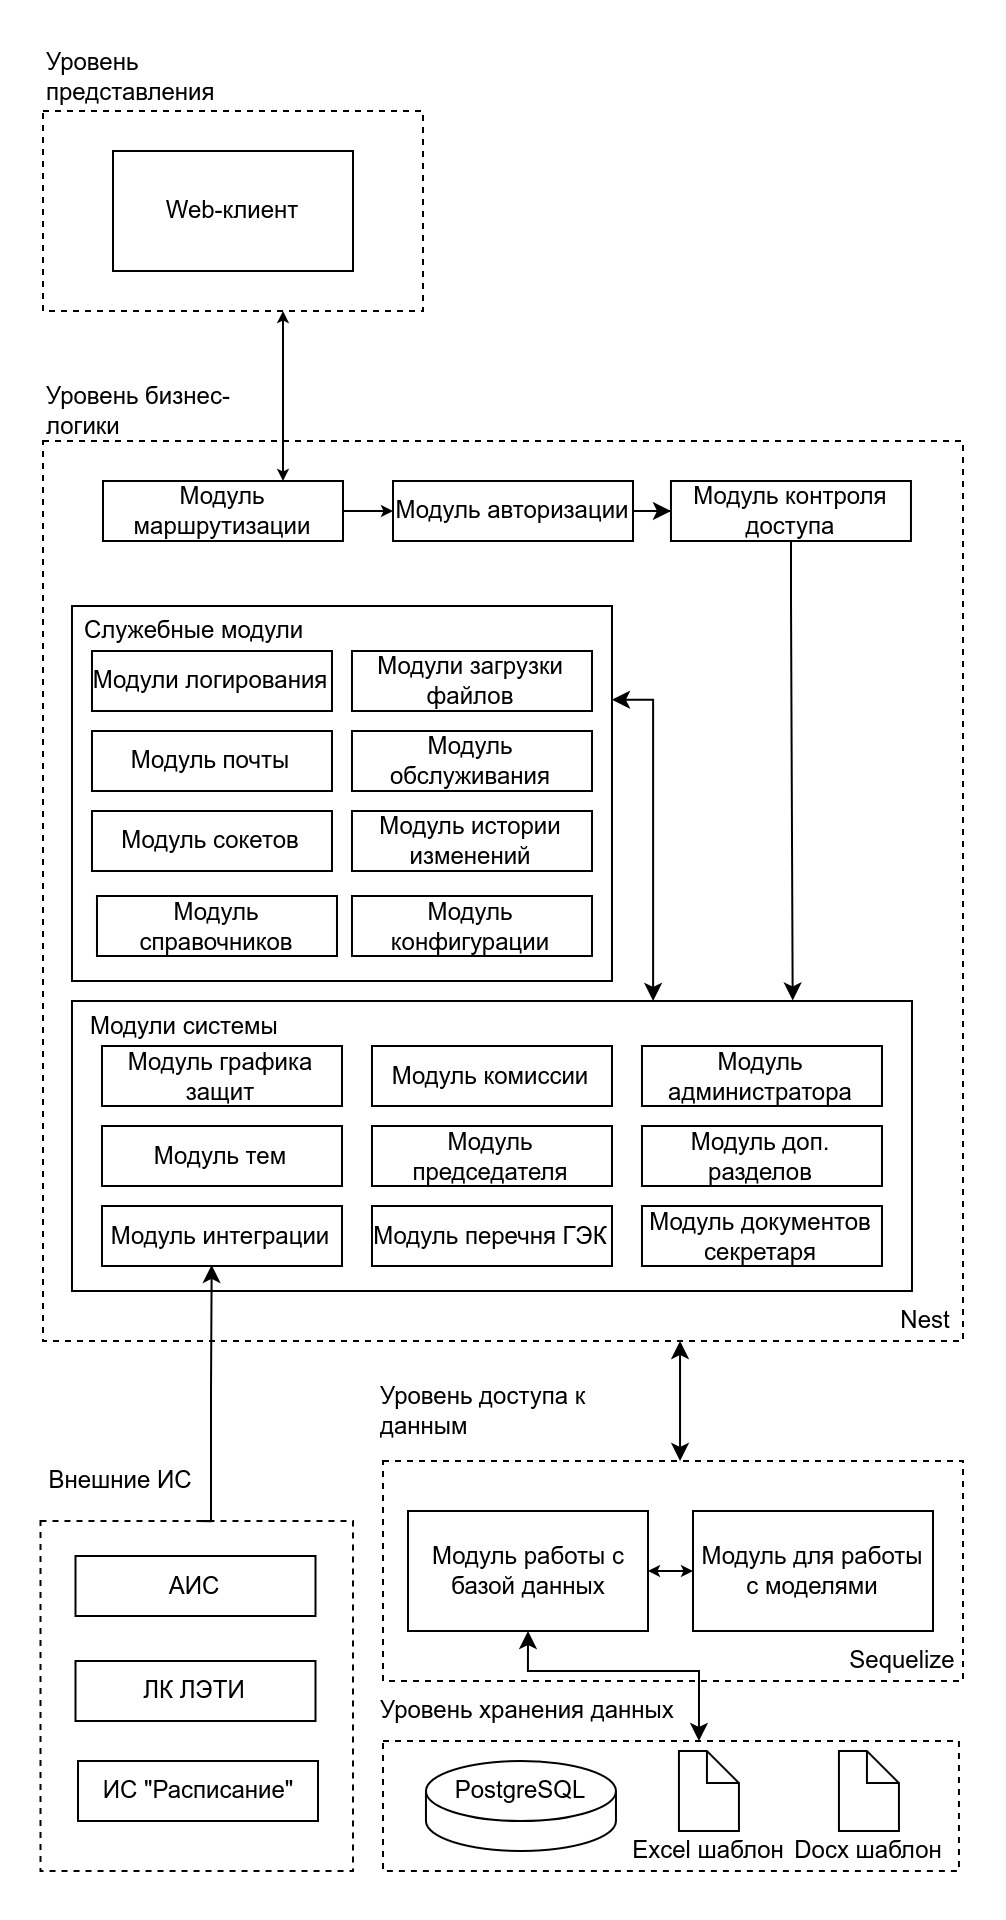 Уровень
представления
Web-клиент
Уровень бизнес-
логики
Модуль
маршрутизации
Модуль авторизации
Модуль контроля
доступа
Служебные модули
Модули логирования
Модули загрузки
файлов
Модуль почты
Модуль
обслуживания
Модуль сокетов
Модуль истории
изменений
Модуль
справочников
Модуль
конфигурации
Модули системы
Модуль графика
защит
Модуль комиссии
Модуль
администратора
Модуль тем
Модуль
председателя
Модуль доп.
разделов
Модуль интеграции
Модуль перечня ГЭК
Модуль документов
секретаря
Nest
Уровень доступа к
данным
Внешние ИС
Модуль работы с
базой данных
Модуль для работы
с моделями
Sequelize
АИС
ЛК ЛЭТИ
ИС "Расписание"
Уровень хранения данных
PostgreSQL
Excel шаблон
Docx шаблон